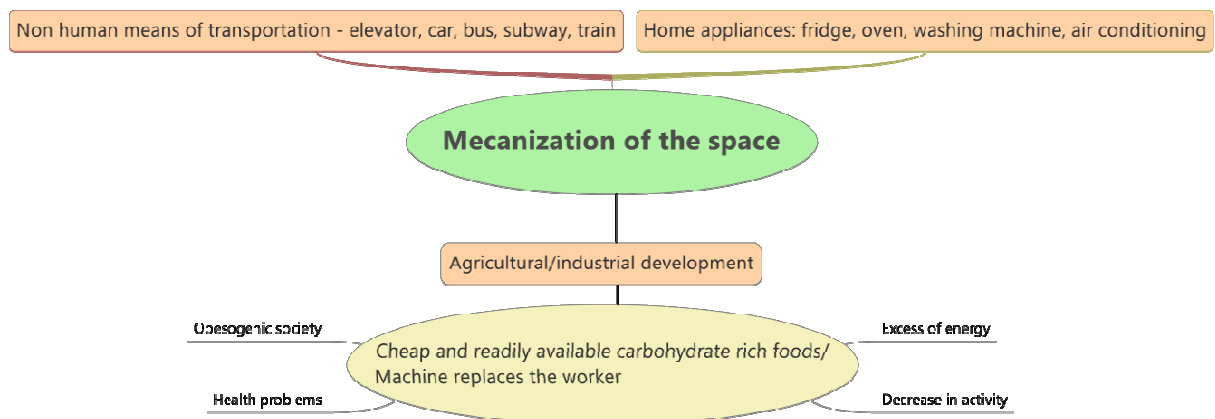 Non human means of transportation - elevator, car, bus, subway, train
Home appliances: fridge, oven, washing machine, air conditioning
Mecanization of the space
Agricultural/industrial development
Obesogenic society
Excess of energy
Cheap and readily available carbohydrate rich foods/
Machine replaces the worker
Health problems
Decrease in activity